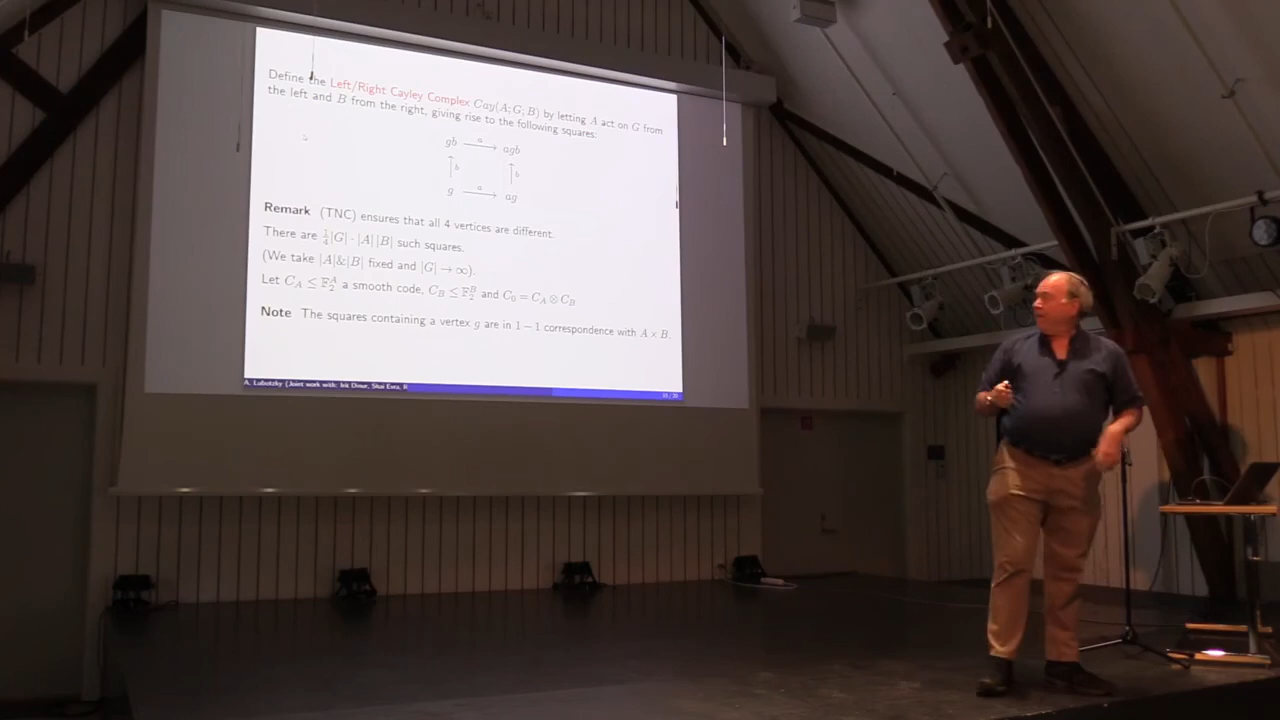 Define the Left/Right Cayley Complex Cay(A; G; B) by letting A act on G from
the left and B from the right, giving rise to the following squares:
gb a agb
b b
g a ag
Remark (TNC) ensures that all 4 vertices are different.
There are 1/4|G| · |A| |B| such squares.
(We take |A|&|B| fixed and |G| → ∞).
Let C_A ≤ 𝔽_2^A a smooth code, C_B ≤ 𝔽_2^B and C_0 = C_A ⊗ C_B
Note The squares containing a vertex g are in 1 − 1 correspondence with A × B.
A. Lubotzky (Joint work with: Irit Dinur, Shai Evra, R